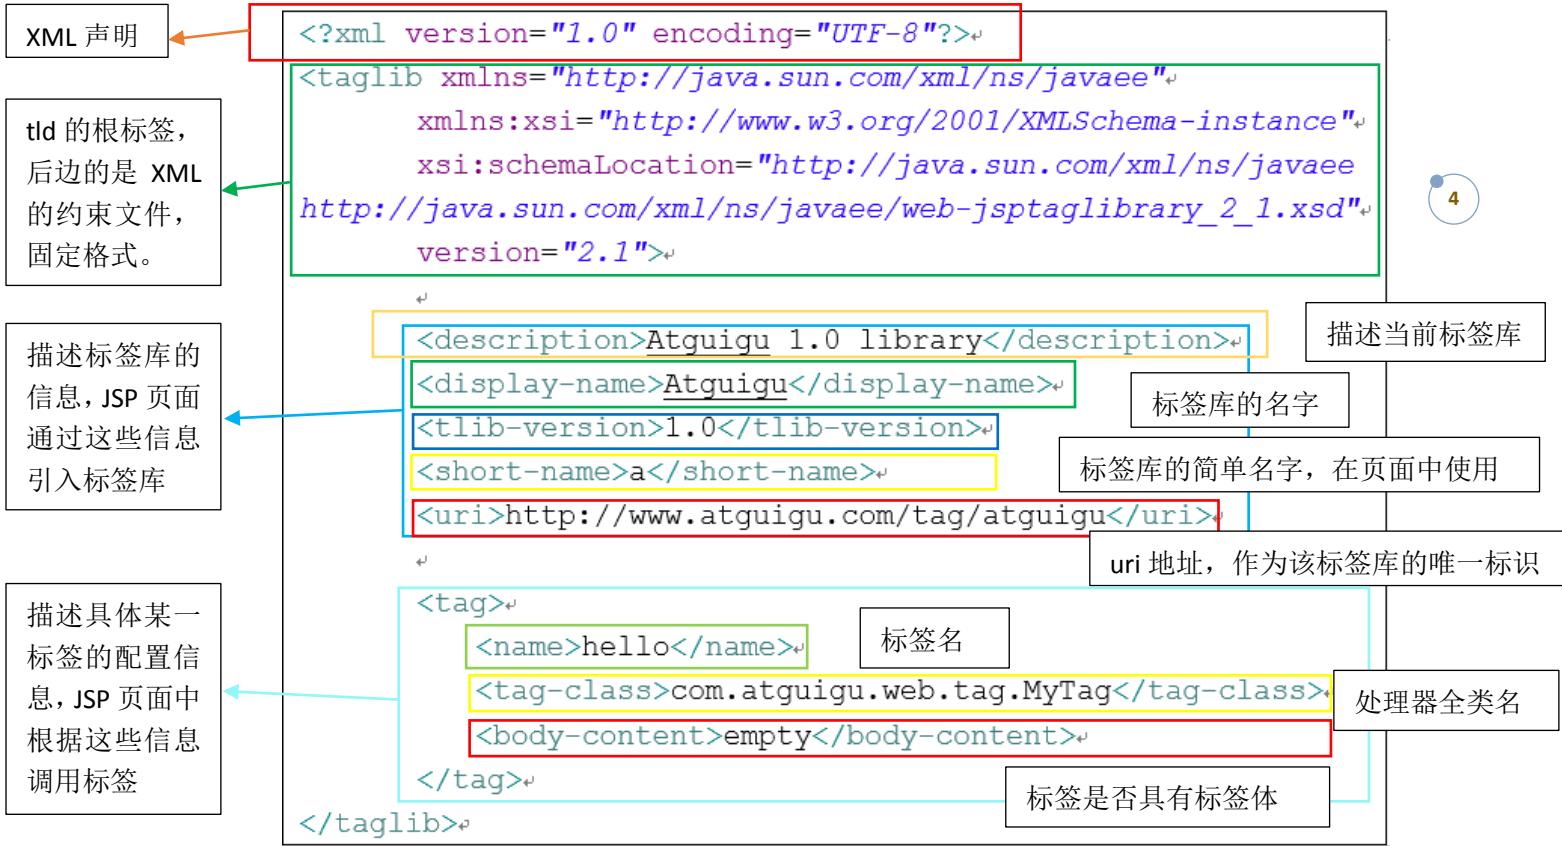 XML 声明
<?xml version="1.0" encoding="UTF-8"?>
<taglib xmlns="http://java.sun.com/xml/ns/javaee"
xmlns:xsi="http://www.w3.org/2001/XMLSchema-instance"
xsi:schemaLocation="http://java.sun.com/xml/ns/javaee
http://java.sun.com/xml/ns/javaee/web-jsptaglibrary_2_1.xsd"
version="2.1">
tld 的根标签，
后边的是 XML
的约束文件，
固定格式。
4
<description>Atguigu 1.0 library</description>
描述当前标签库
<display-name>Atguigu</display-name>
标签库的名字
<tlib-version>1.0</tlib-version>
<short-name>a</short-name>
标签库的简单名字，在页面中使用
<uri>http://www.atguigu.com/tag/atguigu</uri>
uri 地址，作为该标签库的唯一标识
描述标签库的
信息，JSP 页面
通过这些信息
引入标签库
<tag>
<name>hello</name>
标签名
<tag-class>com.atguigu.web.tag.MyTag</tag-class>
处理器全类名
<body-content>empty</body-content>
标签是否具有标签体
</tag>
</taglib>
描述具体某一
标签的配置信
息，JSP 页面中
根据这些信息
调用标签